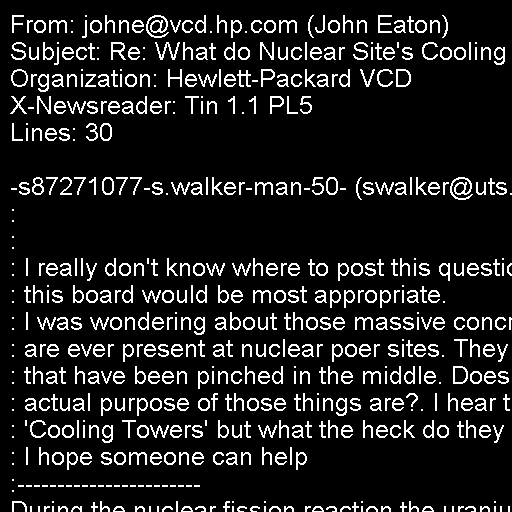 From: johne@vcd.hp.com (John Eaton)
Subject: Re: What do Nuclear Site's Cooling
Organization: Hewlett-Packard VCD
X-Newsreader: Tin 1.1 PL5
Lines: 30

-s87271077-s.walker-man-50- (swalker@uts.
:
:
: I really don't know where to post this questio
: this board would be most appropriate.
: I was wondering about those massive concr
: are ever present at nuclear poer sites. They
: that have been pinched in the middle. Does
: actual purpose of those things are?. I hear t
: 'Cooling Towers' but what the heck do they
: I hope someone can help
:-----------------------
During the nuclear fission reaction the uraniu